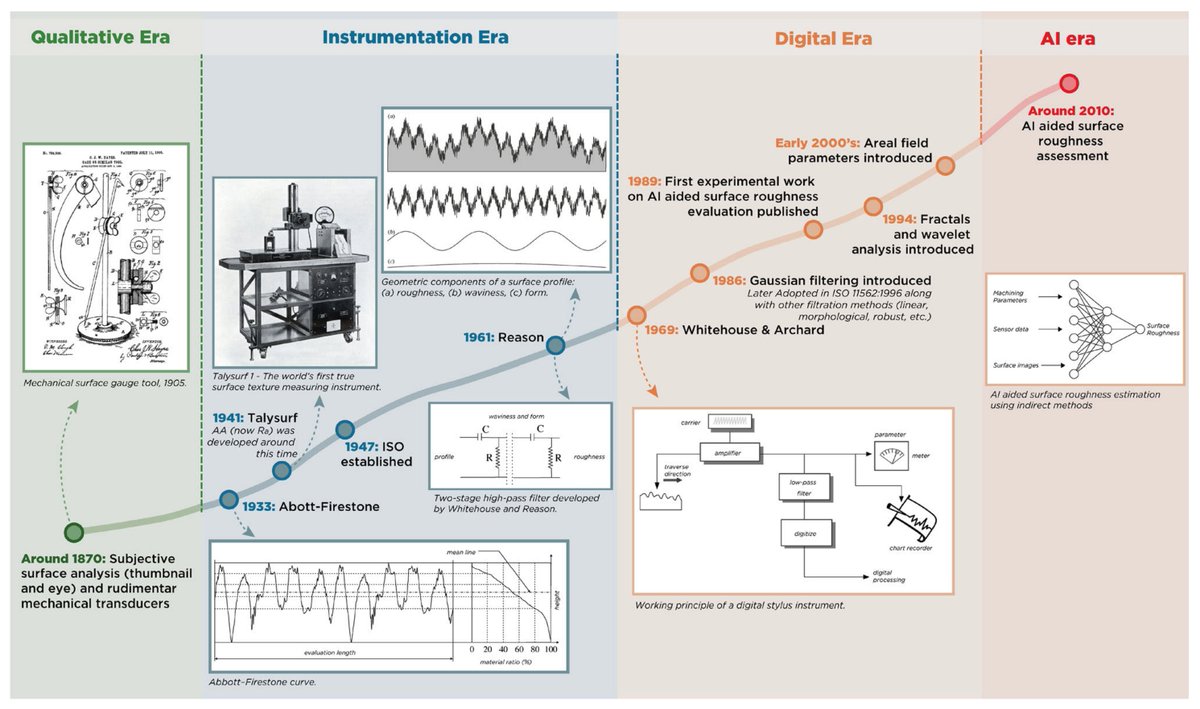 Qualitative Era
Instrumentation Era
Digital Era
AI era
PATENTED JULY 11, 1905.
Mechanical surface gauge tool, 1905.
Around 1870: Subjective
surface analysis (thumbnail
and eye) and rudimentar
mechanical transducers
Talysurf 1 - The world's first true
surface texture measuring instrument.
1941: Talysurf
AA (now Ra) was
developed around
this time
1947: ISO
established
1933: Abott-Firestone
mean line
height
evaluation length
0 20 40 60 80 100
material ratio (%)
Abbott–Firestone curve.
(a)
(b)
(c)
Geometric components of a surface profile:
(a) roughness, (b) waviness, (c) form.
1961: Reason
waviness and form
C
C
R
R
profile
roughness
Two-stage high-pass filter developed
by Whitehouse and Reason.
Early 2000's: Areal field
parameters introduced
1989: First experimental work
on AI aided surface roughness
evaluation published
1994: Fractals
and wavelet
analysis introduced
1986: Gaussian filtering introduced
Later Adopted in ISO 11562:1996 along
with other filtration methods (linear,
morphological, robust, etc.)
1969: Whitehouse & Archard
carrier
amplifier
traverse
direction
parameter
meter
low-pass
filter
digitize
chart recorder
digital
processing
Working principle of a digital stylus instrument.
Around 2010:
AI aided surface
roughness
assessment
Machining
Parameters
Sensor data
Surface images
Surface
Roughness
AI aided surface roughness estimation
using indirect methods